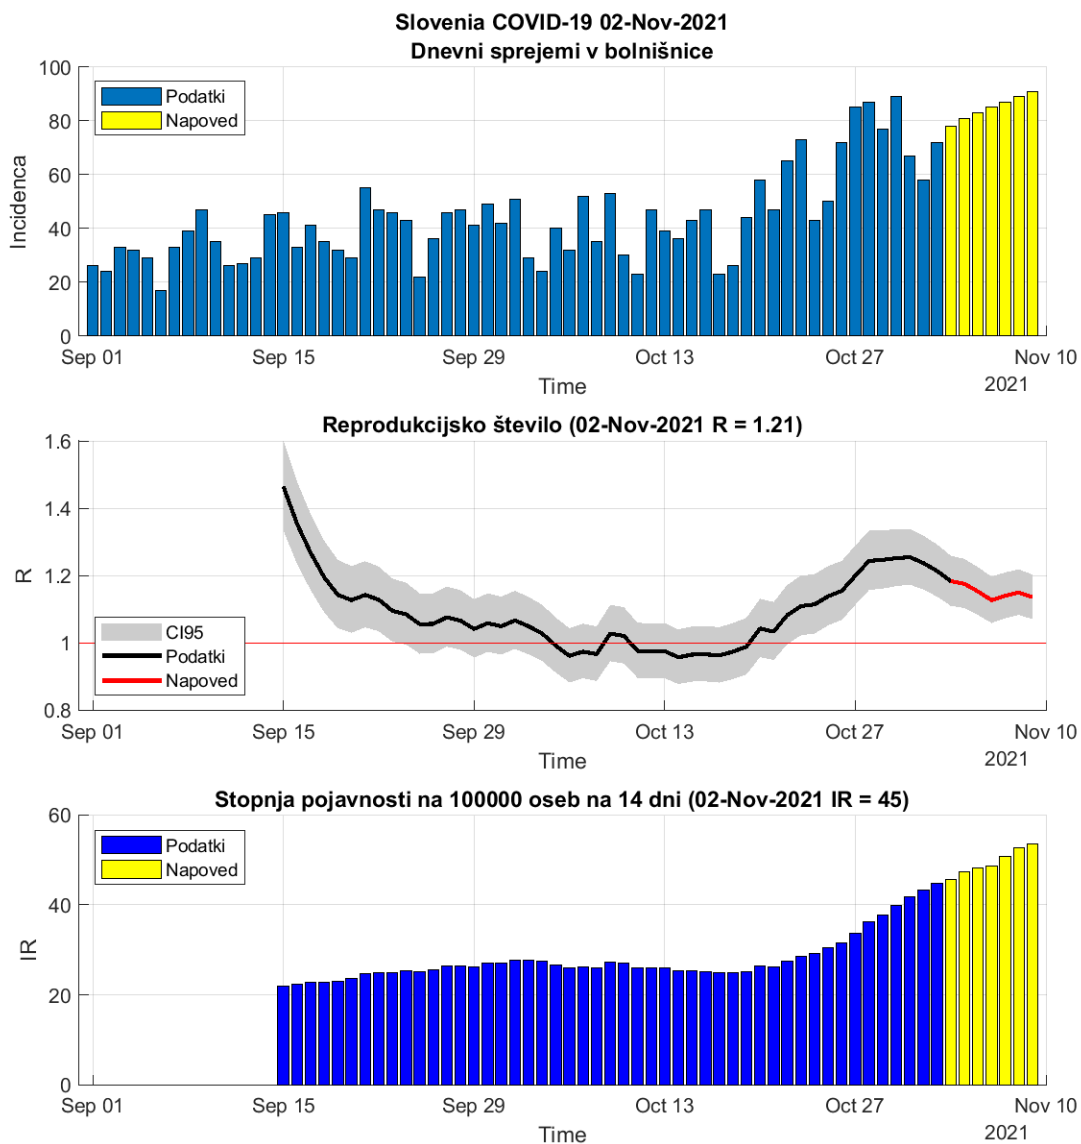 Slovenia COVID-19 02-Nov-2021
Dnevni sprejemi v bolnišnice
100
80
60
40
20
0
Incidenca
Podatki
Napoved
Sep 01 Sep 15 Sep 29 Oct 13 Oct 27 Nov 10
Time
2021
Reprodukcijsko število (02-Nov-2021 R = 1.21)
1.6
1.4
1.2
1
0.8
R
CI95
Podatki
Napoved
Sep 01 Sep 15 Sep 29 Oct 13 Oct 27 Nov 10
Time
2021
Stopnja pojavnosti na 100000 oseb na 14 dni (02-Nov-2021 IR = 45)
60
40
20
0
IR
Podatki
Napoved
Sep 01 Sep 15 Sep 29 Oct 13 Oct 27 Nov 10
Time
2021